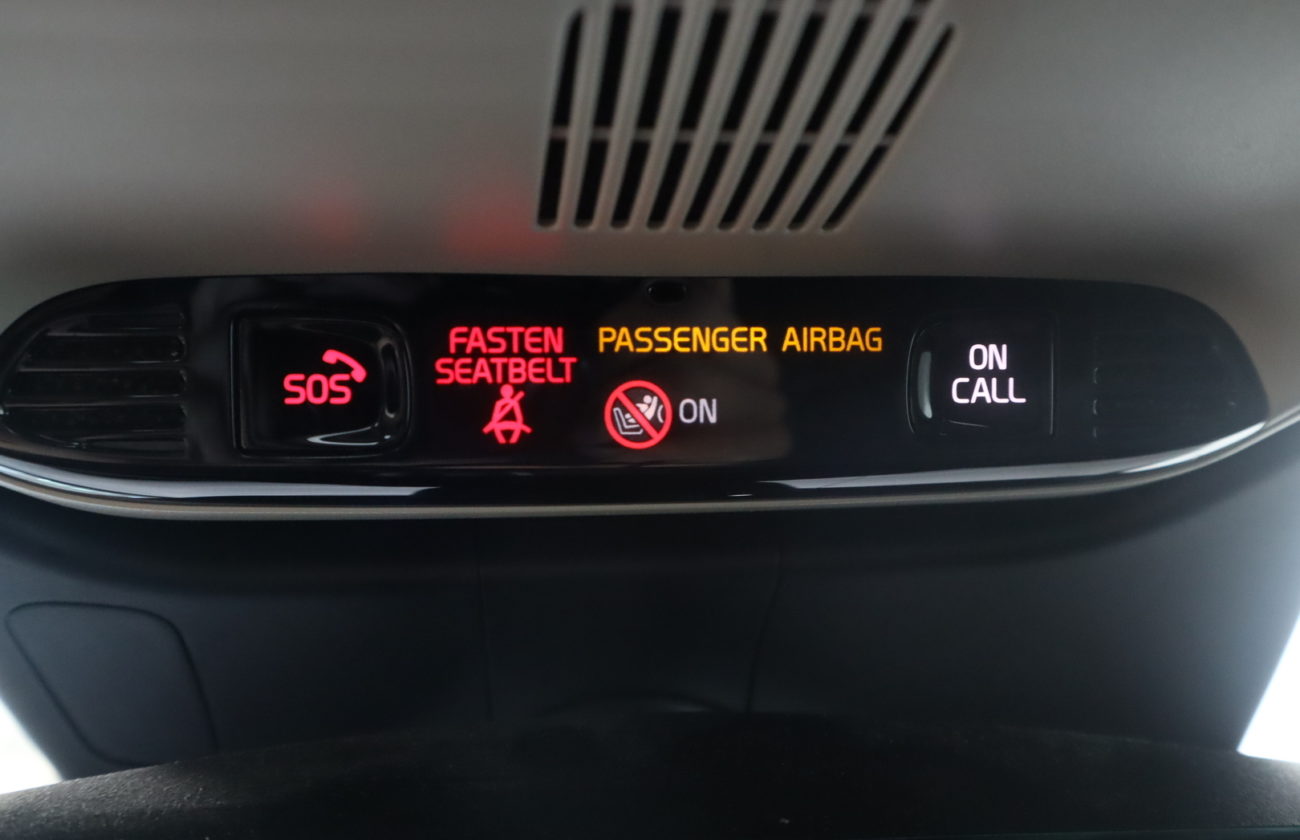 SOS
FASTEN
SEATBELT
PASSENGER AIRBAG
ON
ON
CALL